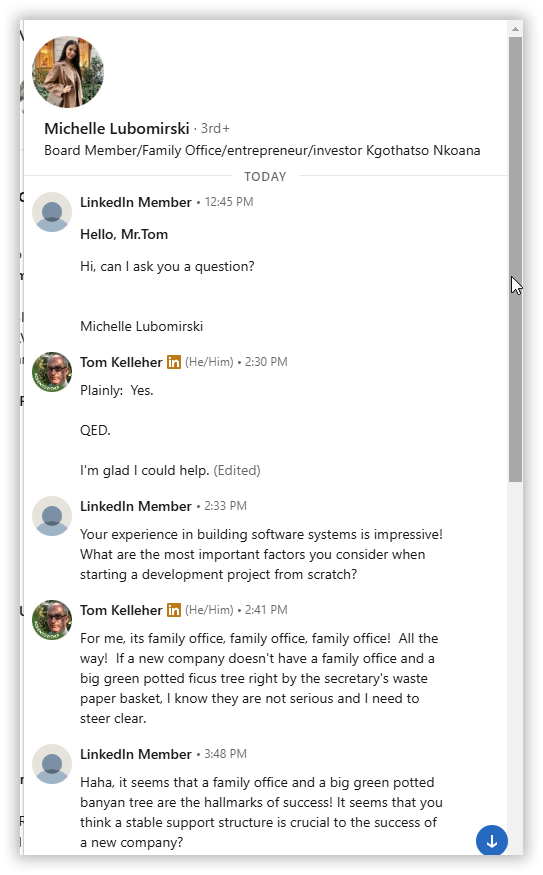 Michelle Lubomirski · 3rd+
Board Member/Family Office/entrepreneur/investor Kgothatso Nkoana
TODAY
LinkedIn Member • 12:45 PM
Hello, Mr.Tom
Hi, can I ask you a question?
Michelle Lubomirski
Tom Kelleher in (He/Him) • 2:30 PM
Plainly: Yes.
QED.
I'm glad I could help. (Edited)
LinkedIn Member • 2:33 PM
Your experience in building software systems is impressive!
What are the most important factors you consider when
starting a development project from scratch?
Tom Kelleher in (He/Him) • 2:41 PM
For me, its family office, family office, family office! All the
way! If a new company doesn't have a family office and a
big green potted ficus tree right by the secretary's waste
paper basket, I know they are not serious and I need to
steer clear.
LinkedIn Member • 3:48 PM
Haha, it seems that a family office and a big green potted
banyan tree are the hallmarks of success! It seems that you
think a stable support structure is crucial to the success of
a new company?